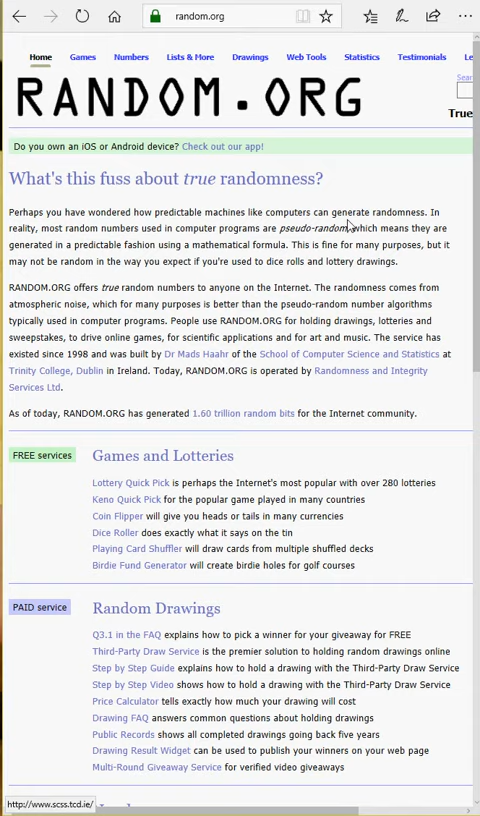 random.org
Home Games Numbers Lists & More Drawings Web Tools Statistics Testimonials Le
Sear
RANDOM.ORG
True
Do you own an iOS or Android device? Check out our app!
What's this fuss about true randomness?
Perhaps you have wondered how predictable machines like computers can generate randomness. In
reality, most random numbers used in computer programs are pseudo-random, which means they are
generated in a predictable fashion using a mathematical formula. This is fine for many purposes, but it
may not be random in the way you expect if you're used to dice rolls and lottery drawings.
RANDOM.ORG offers true random numbers to anyone on the Internet. The randomness comes from
atmospheric noise, which for many purposes is better than the pseudo-random number algorithms
typically used in computer programs. People use RANDOM.ORG for holding drawings, lotteries and
sweepstakes, to drive online games, for scientific applications and for art and music. The service has
existed since 1998 and was built by Dr Mads Haahr of the School of Computer Science and Statistics at
Trinity College, Dublin in Ireland. Today, RANDOM.ORG is operated by Randomness and Integrity
Services Ltd.
As of today, RANDOM.ORG has generated 1.60 trillion random bits for the Internet community.
FREE services
Games and Lotteries
Lottery Quick Pick is perhaps the Internet's most popular with over 280 lotteries
Keno Quick Pick for the popular game played in many countries
Coin Flipper will give you heads or tails in many currencies
Dice Roller does exactly what it says on the tin
Playing Card Shuffler will draw cards from multiple shuffled decks
Birdie Fund Generator will create birdie holes for golf courses
PAID service
Random Drawings
Q3.1 in the FAQ explains how to pick a winner for your giveaway for FREE
Third-Party Draw Service is the premier solution to holding random drawings online
Step by Step Guide explains how to hold a drawing with the Third-Party Draw Service
Step by Step Video shows how to hold a drawing with the Third-Party Draw Service
Price Calculator tells exactly how much your drawing will cost
Drawing FAQ answers common questions about holding drawings
Public Records shows all completed drawings going back five years
Drawing Result Widget can be used to publish your winners on your web page
Multi-Round Giveaway Service for verified video giveaways
http://www.scss.tcd.ie/